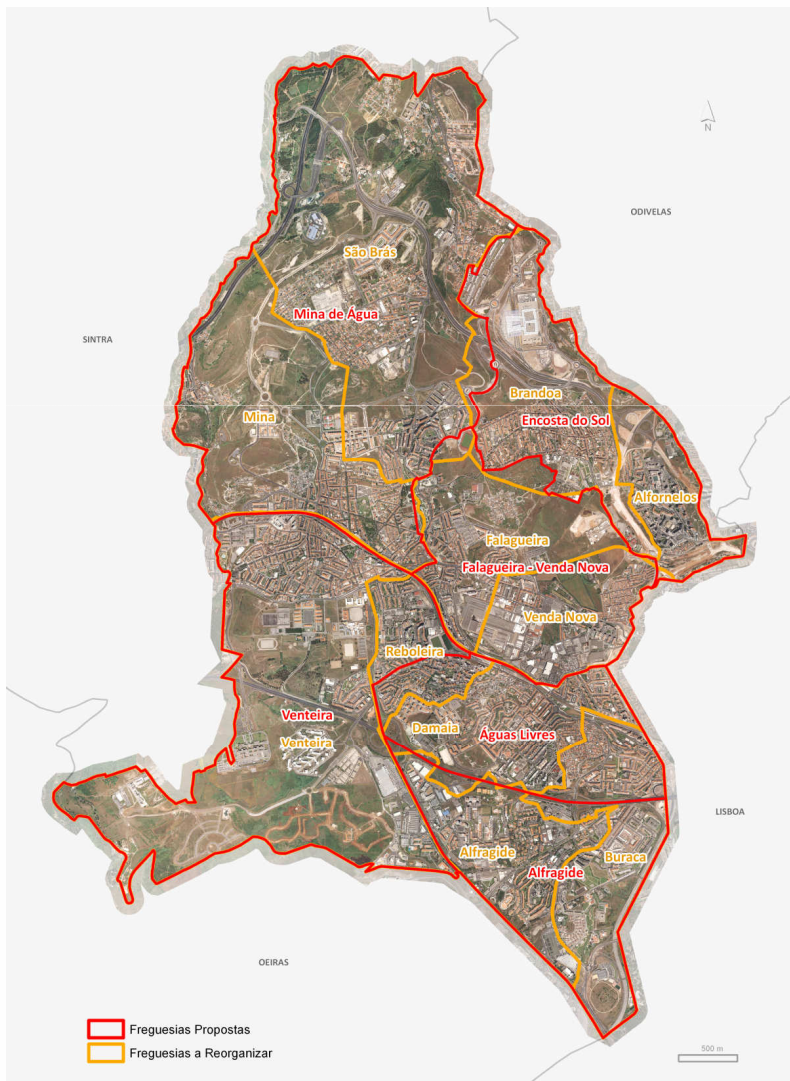 N
ODIVELAS
São Brás
Mina de Água
SINTRA
Brandoa
Mina
Encosta do Sol
Alfornelos
Falagueira
Falagueira - Venda Nova
Venda Nova
Reboleira
Venteira
Damaia
Águas Livres
Venteira
LISBOA
Alfragide
Buraca
Alfragide
OEIRAS
Freguesias Propostas
Freguesias a Reorganizar
500 m